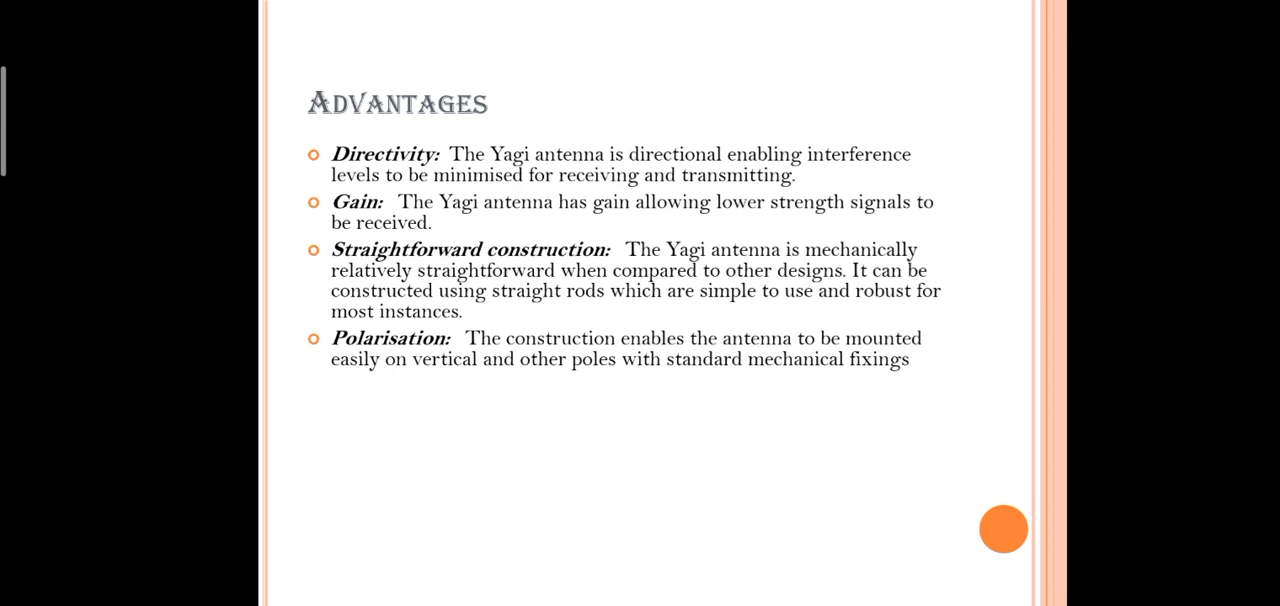 ADVANTAGES
Directivity: The Yagi antenna is directional enabling interference
levels to be minimised for receiving and transmitting.
Gain: The Yagi antenna has gain allowing lower strength signals to
be received.
Straightforward construction: The Yagi antenna is mechanically
relatively straightforward when compared to other designs. It can be
constructed using straight rods which are simple to use and robust for
most instances.
Polarisation: The construction enables the antenna to be mounted
easily on vertical and other poles with standard mechanical fixings